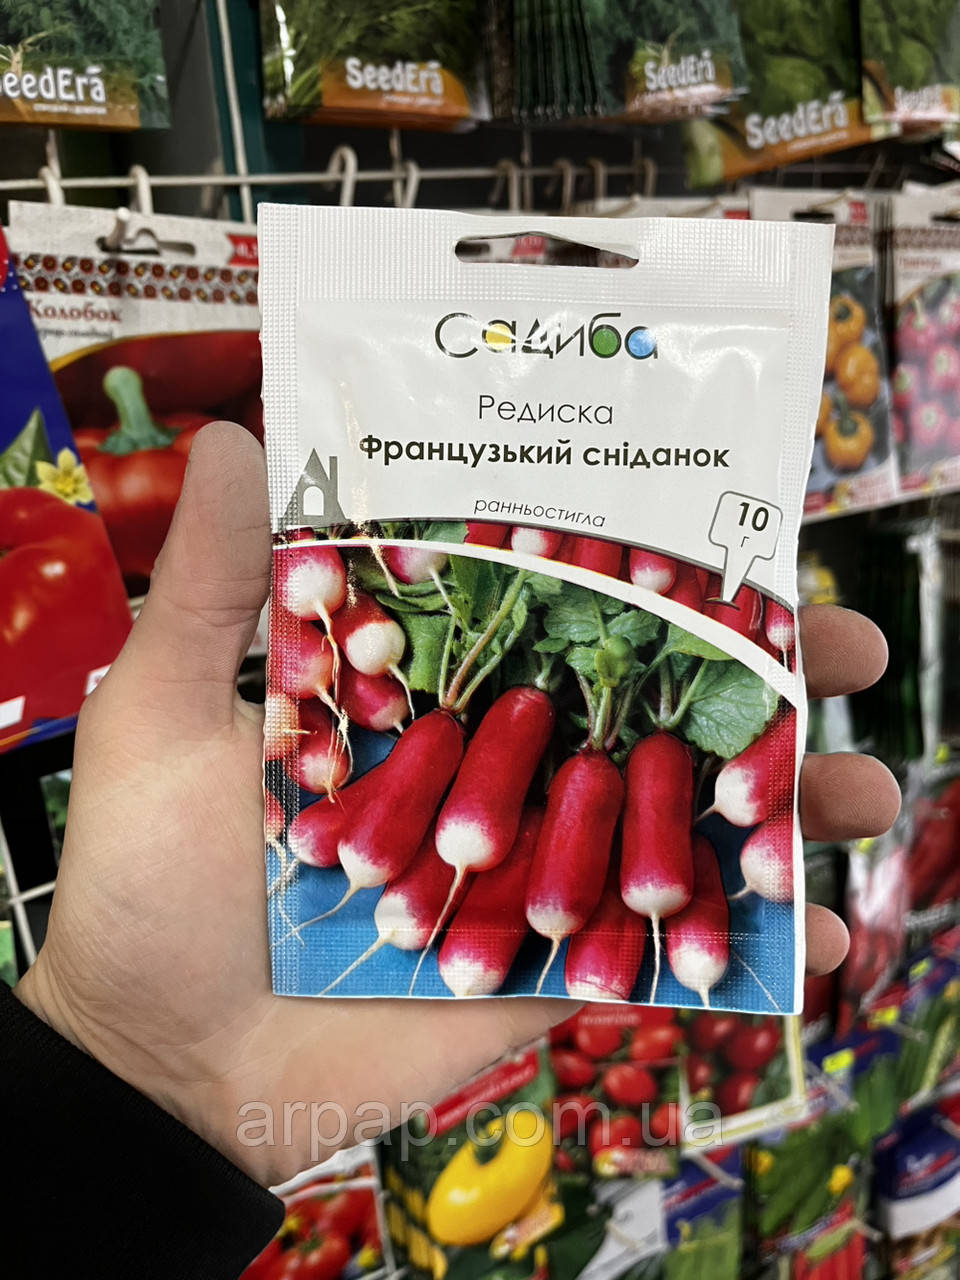 SeedEra
SeedEra
SeedEra
SeedEra
Колобок
Садиба
Редиска
Французький сніданок
ранньостигла
10
г
arpap.com.ua